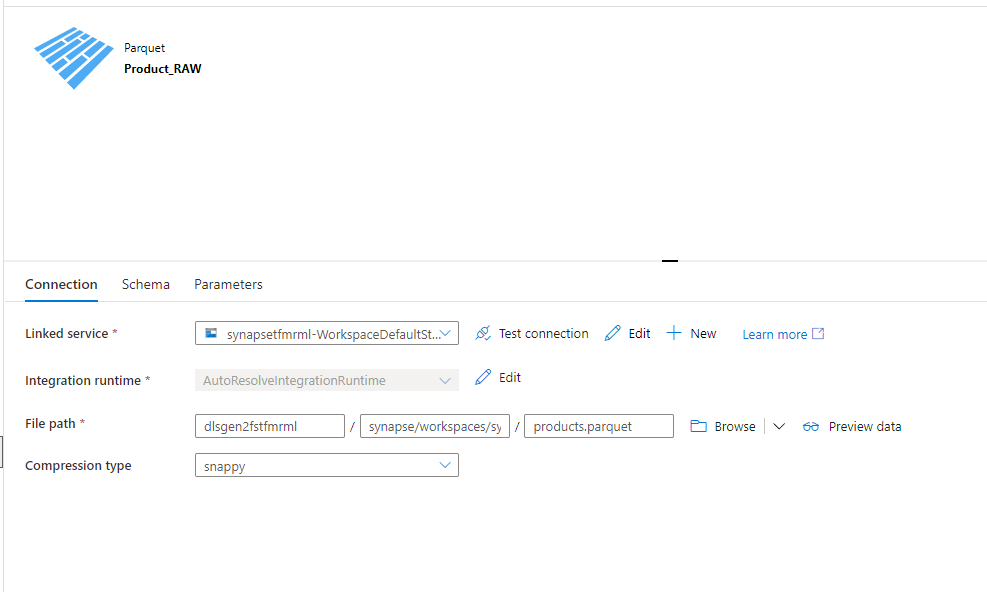 Parquet
Product_RAW
Connection Schema Parameters
Linked service * synapsetfmrml-WorkspaceDefaultSt... Test connection Edit New Learn more
Integration runtime * AutoResolveIntegrationRuntime Edit
File path * dlsgen2fstfmrml / synapse/workspaces/sy / products.parquet Browse Preview data
Compression type snappy